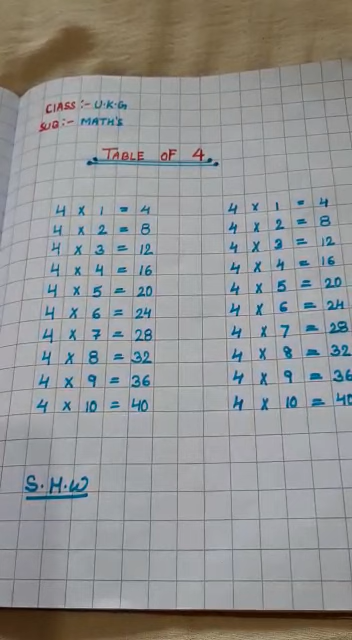 CLASS :- U.K.G
SUB:- MATH'S
TABLE OF 4.
4 x 1 = 4
4 x 2 = 8
4 x 3 = 12
4 x 4 = 16
4 x 5 = 20
4 x 6 = 24
4 x 7 = 28
4 x 8 = 32
4 x 9 = 36
4 x 10 = 40
4 x 1 = 4
4 x 2 = 8
4 x 3 = 12
4 x 4 = 16
4 x 5 = 20
4 x 6 = 24
4 x 7 = 28
4 x 8 = 32
4 x 9 = 36
4 x 10 = 40
S.H.W